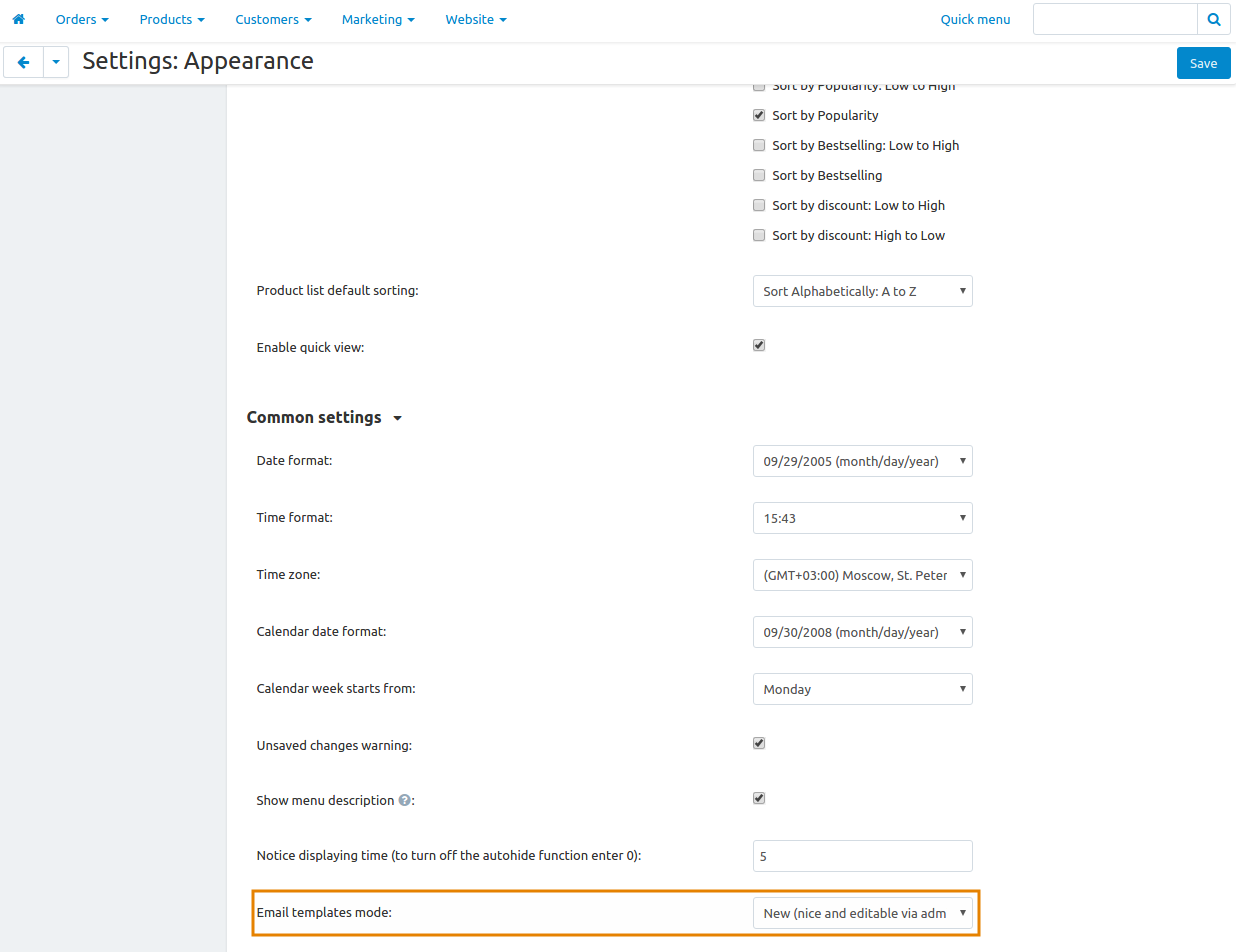 Orders Products Customers Marketing Website Quick menu
Settings: Appearance Save
Sort by Popularity: Low to High
Sort by Popularity
Sort by Bestselling: Low to High
Sort by Bestselling
Sort by discount: Low to High
Sort by discount: High to Low
Product list default sorting: Sort Alphabetically: A to Z
Enable quick view:
Common settings
Date format: 09/29/2005 (month/day/year)
Time format: 15:43
Time zone: (GMT+03:00) Moscow, St. Peter
Calendar date format: 09/30/2008 (month/day/year)
Calendar week starts from: Monday
Unsaved changes warning:
Show menu description ?:
Notice displaying time (to turn off the autohide function enter 0): 5
Email templates mode: New (nice and editable via adm